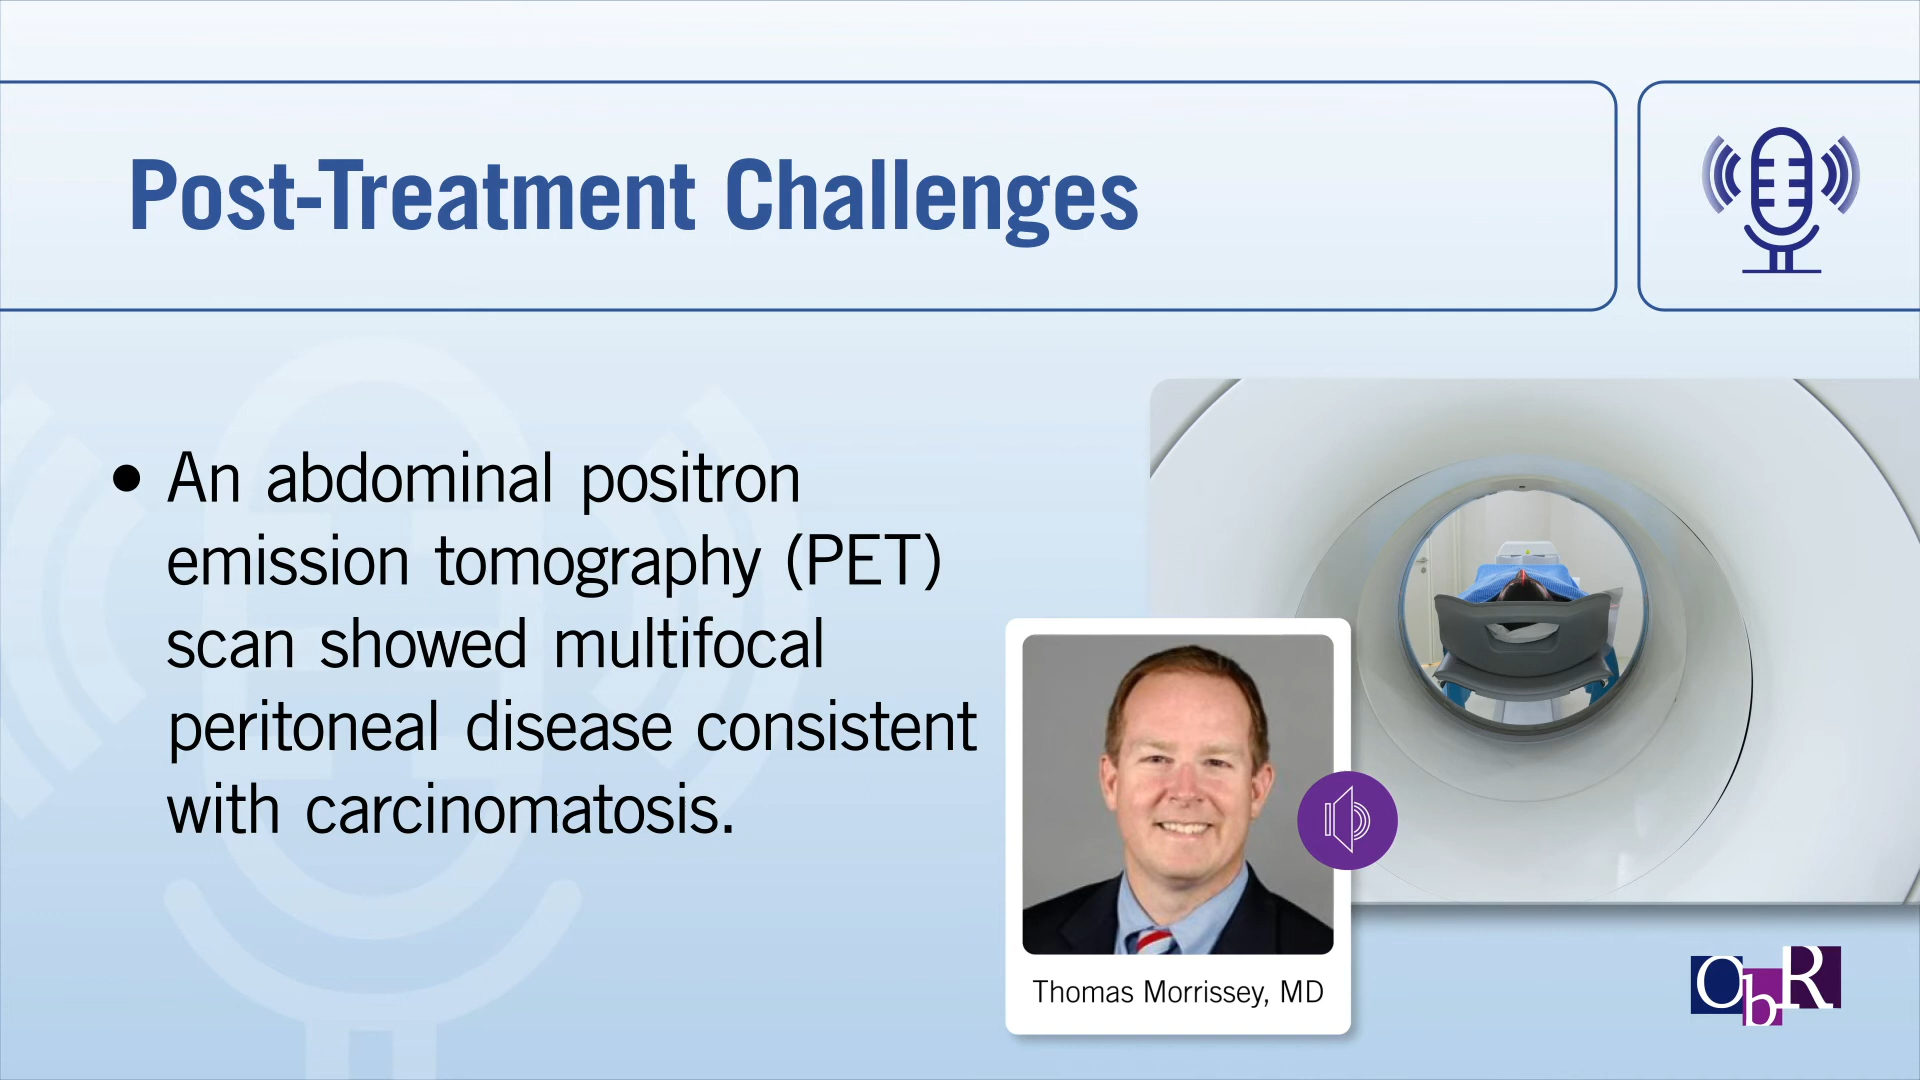 Post-Treatment Challenges
• An abdominal positron
emission tomography (PET)
scan showed multifocal
peritoneal disease consistent
with carcinomatosis.
Thomas Morrissey, MD
ObR